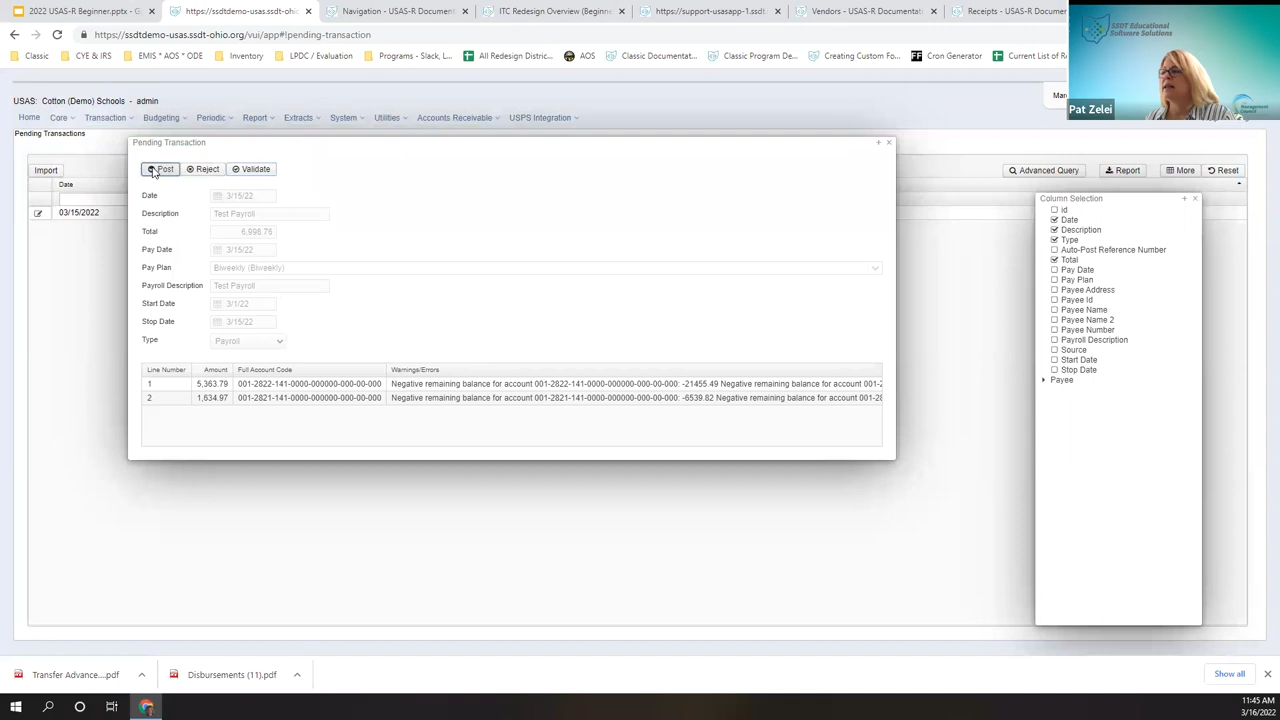 2022 USAS-R Beginner.pptx - G
https://ssdtdemo-usas.ssdt-ohi
Navigation - USAS-R Documentat
ITC Redesign Overview (Beginne
https://support-usasapp-1.ssdt
Vendors - USAS-R Documentati
Receipts - USAS-R Docume
https://ssdtdemo-usas.ssdt-ohio.org/vui/app#!pending-transaction
Classic
CYE & IRS
EMIS * AOS * ODE
Inventory
LPDC / Evaluation
Programs - Slack, L...
All Redesign Distric...
AOS
Classic Documentat...
Classic Program De...
Creating Custom Fo...
Cron Generator
Current List of R
SSDT Educational
Software Solutions
Pat Zelei
USAS: Cotton (Demo) Schools - admin
Mar
Home
Core
Transaction
Budgeting
Periodic
Report
Extracts
System
Utilities
Accounts Receivable
USPS Integration
Pending Transactions
Pending Transaction
Import
Post
Reject
Validate
Advanced Query
Report
More
Reset
Date
03/15/2022
Date 3/15/22
Description Test Payroll
Total 6,998.76
Pay Date 3/15/22
Pay Plan Biweekly (Biweekly)
Payroll Description Test Payroll
Start Date 3/1/22
Stop Date 3/15/22
Type Payroll
Line Number Amount Full Account Code Warnings/Errors
1 5,363.79 001-2822-141-0000-000000-000-00-000 Negative remaining balance for account 001-2822-141-0000-000000-000-00-000: -21455.49 Negative remaining balance for account 001-2
2 1,634.97 001-2821-141-0000-000000-000-00-000 Negative remaining balance for account 001-2821-141-0000-000000-000-00-000: -6539.82 Negative remaining balance for account 001-28
Column Selection
id
Date
Description
Type
Auto-Post Reference Number
Total
Pay Date
Pay Plan
Payee Address
Payee Id
Payee Name
Payee Name 2
Payee Number
Payroll Description
Source
Start Date
Stop Date
Payee
Transfer Advance....pdf
Disbursements (11).pdf
Show all
11:45 AM
3/16/2022